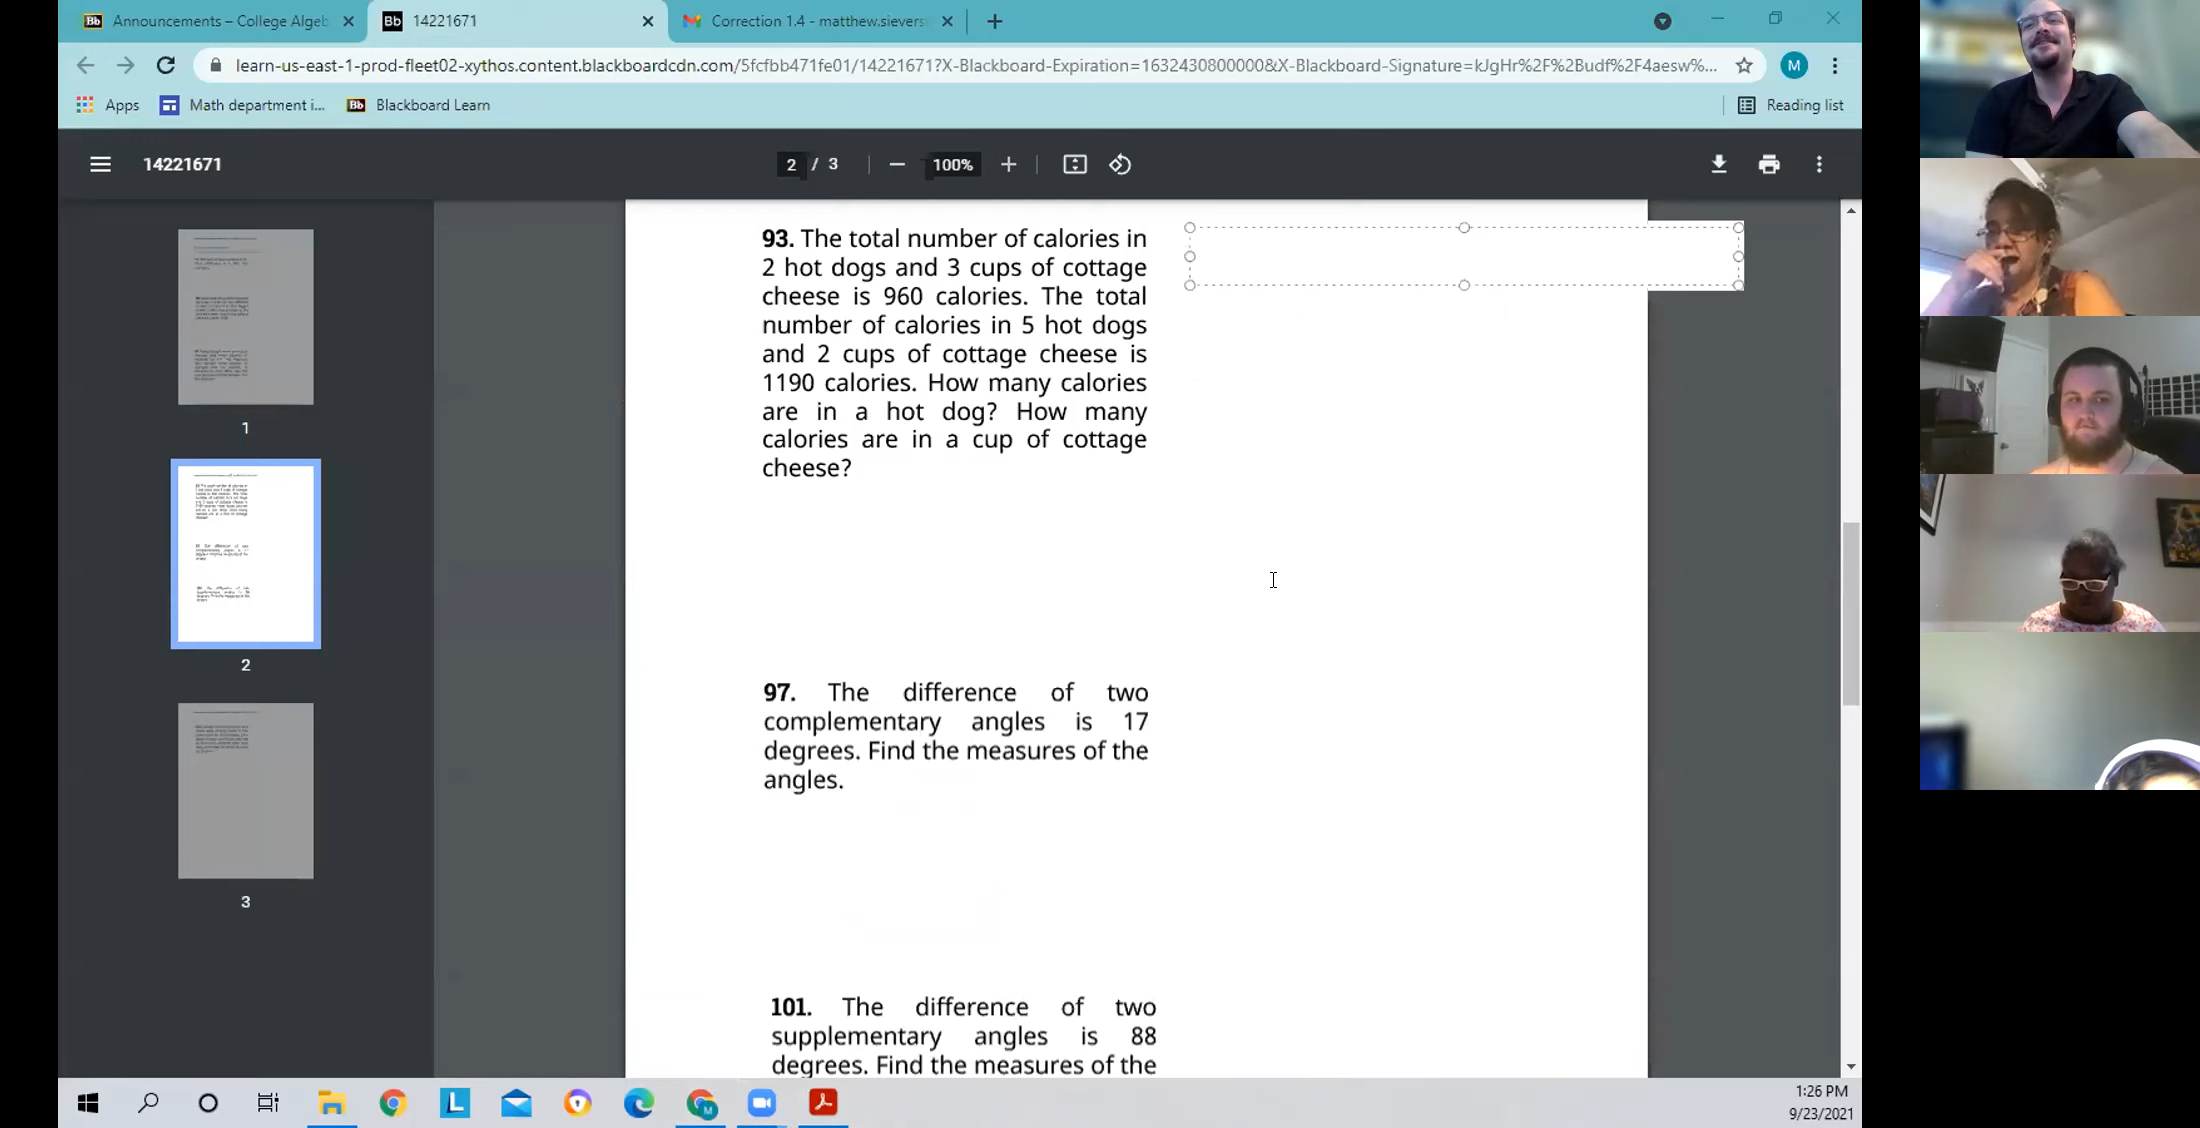 Announcements – College Algeb
14221671
Correction 1.4 - matthew.sievers
learn-us-east-1-prod-fleet02-xythos.content.blackboardcdn.com/5fcfbb471fe01/14221671?X-Blackboard-Expiration=1632430800000&X-Blackboard-Signature=kJgHr%2F%2Budf%2F4aesw%...
M
Apps
Math department i...
Bb
Blackboard Learn
Reading list
14221671
2 / 3
100%
1
2
3
93. The total number of calories in
2 hot dogs and 3 cups of cottage
cheese is 960 calories. The total
number of calories in 5 hot dogs
and 2 cups of cottage cheese is
1190 calories. How many calories
are in a hot dog? How many
calories are in a cup of cottage
cheese?
97. The difference of two
complementary angles is 17
degrees. Find the measures of the
angles.
101. The difference of two
supplementary angles is 88
degrees. Find the measures of the
1:26 PM
9/23/2021